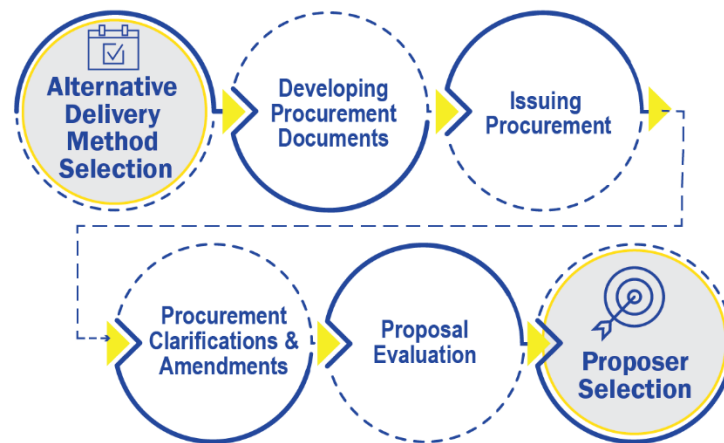 Alternative
Delivery
Method
Selection
Developing
Procurement
Documents
Issuing
Procurement
Procurement
Clarifications &
Amendments
Proposal
Evaluation
Proposer
Selection